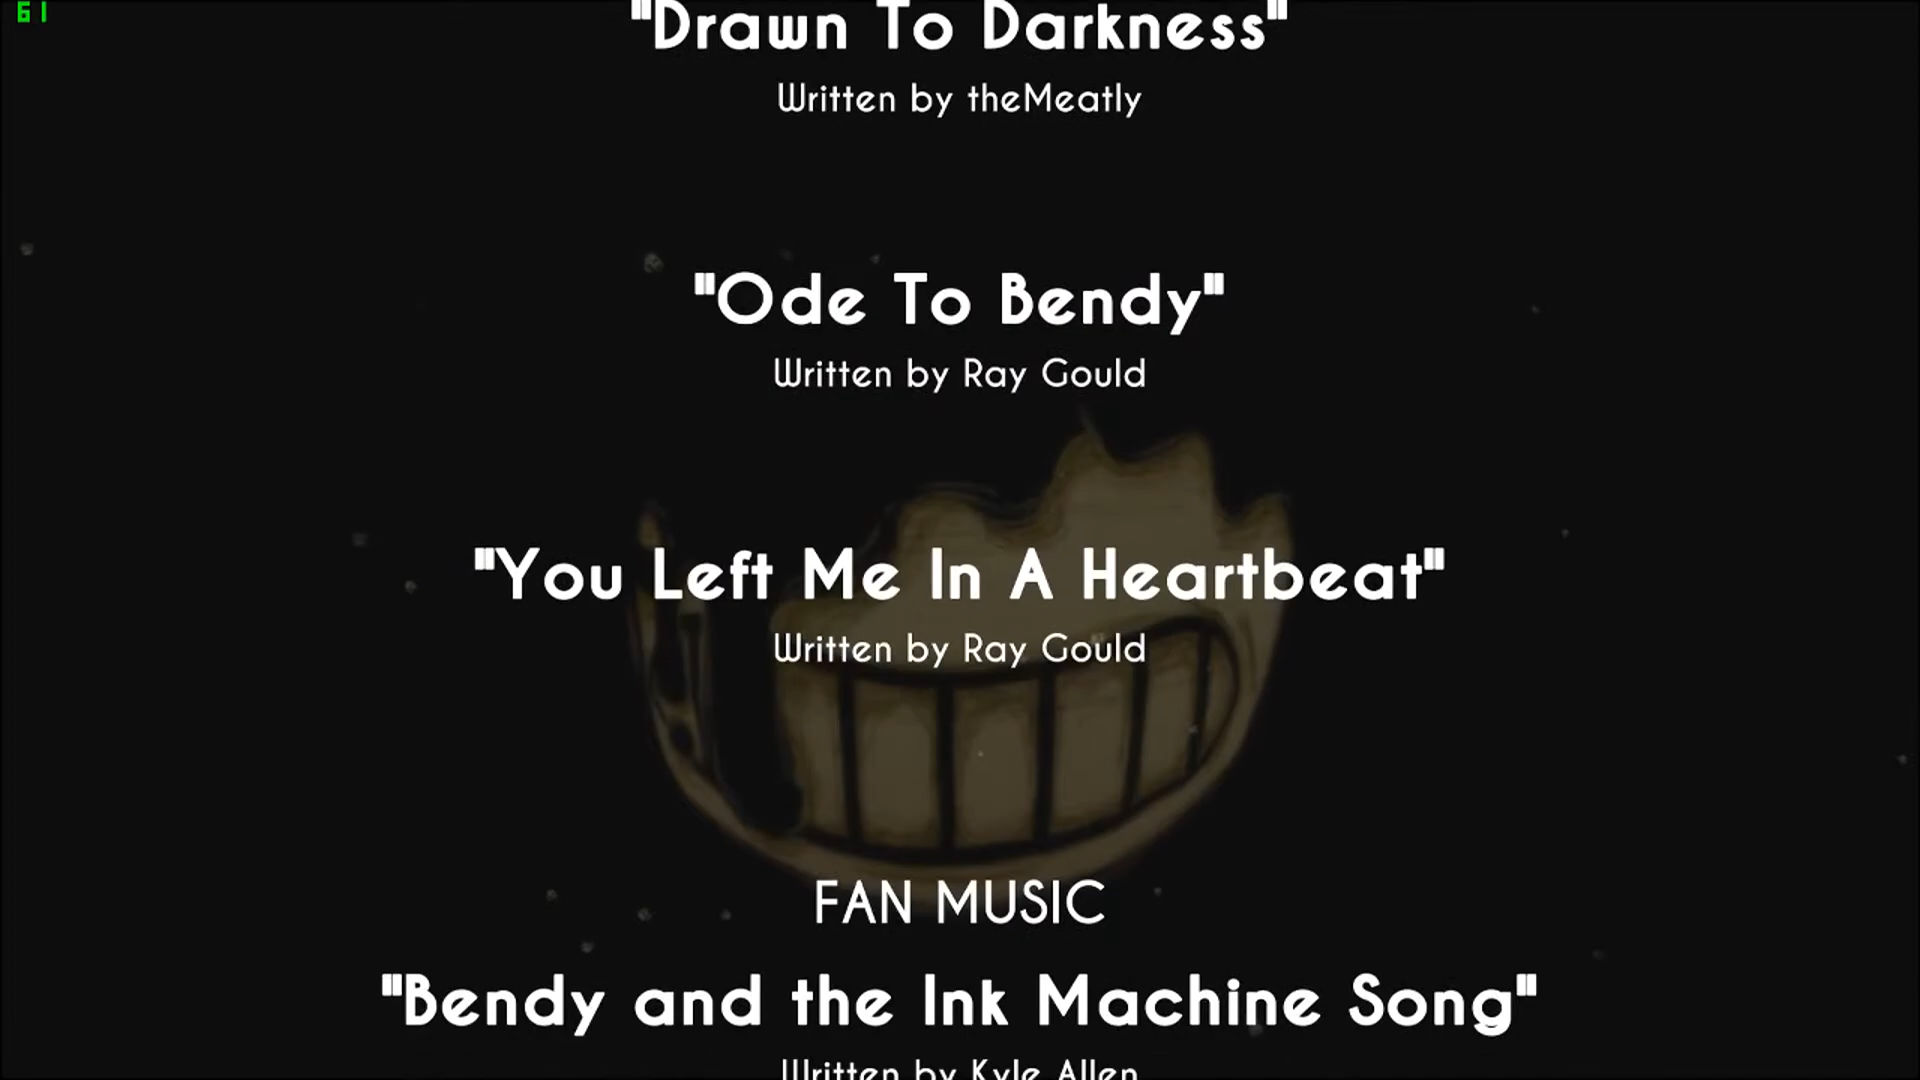 61
"Drawn To Darkness"
Written by theMeatly
"Ode To Bendy"
Written by Ray Gould
"You Left Me In A Heartbeat"
Written by Ray Gould
FAN MUSIC
"Bendy and the Ink Machine Song"
Written by Kyle Allen